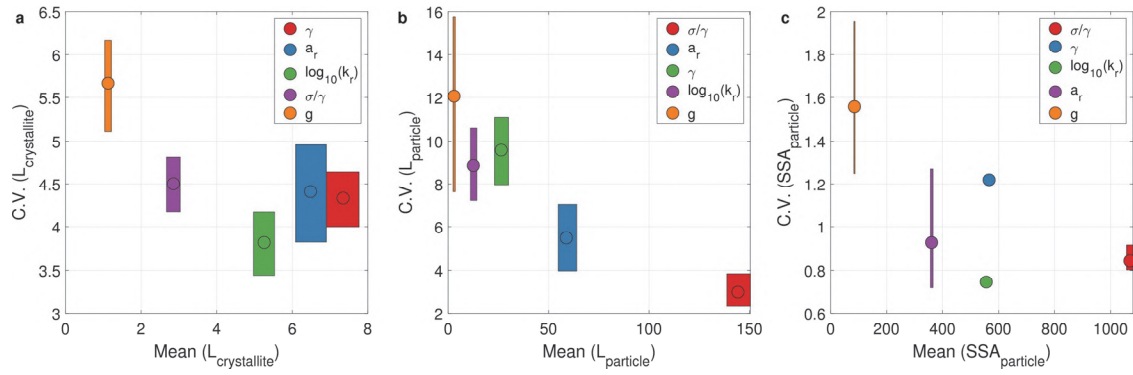 a
6.5
6
5.5
5
4.5
4
3.5
3
0 2 4 6 8
C.V. (L_crystallite)
Mean (L_crystallite)
γ
a_r
log_10(k_r)
σ/γ
g
b
16
14
12
10
8
6
4
2
0 50 100 150
C.V. (L_particle)
Mean (L_particle)
σ/γ
a_r
γ
log_10(k_r)
g
c
2
1.8
1.6
1.4
1.2
1
0.8
0.6
0 200 400 600 800 1000
C.V. (SSA_particle)
Mean (SSA_particle)
σ/γ
γ
log_10(k_r)
a_r
g